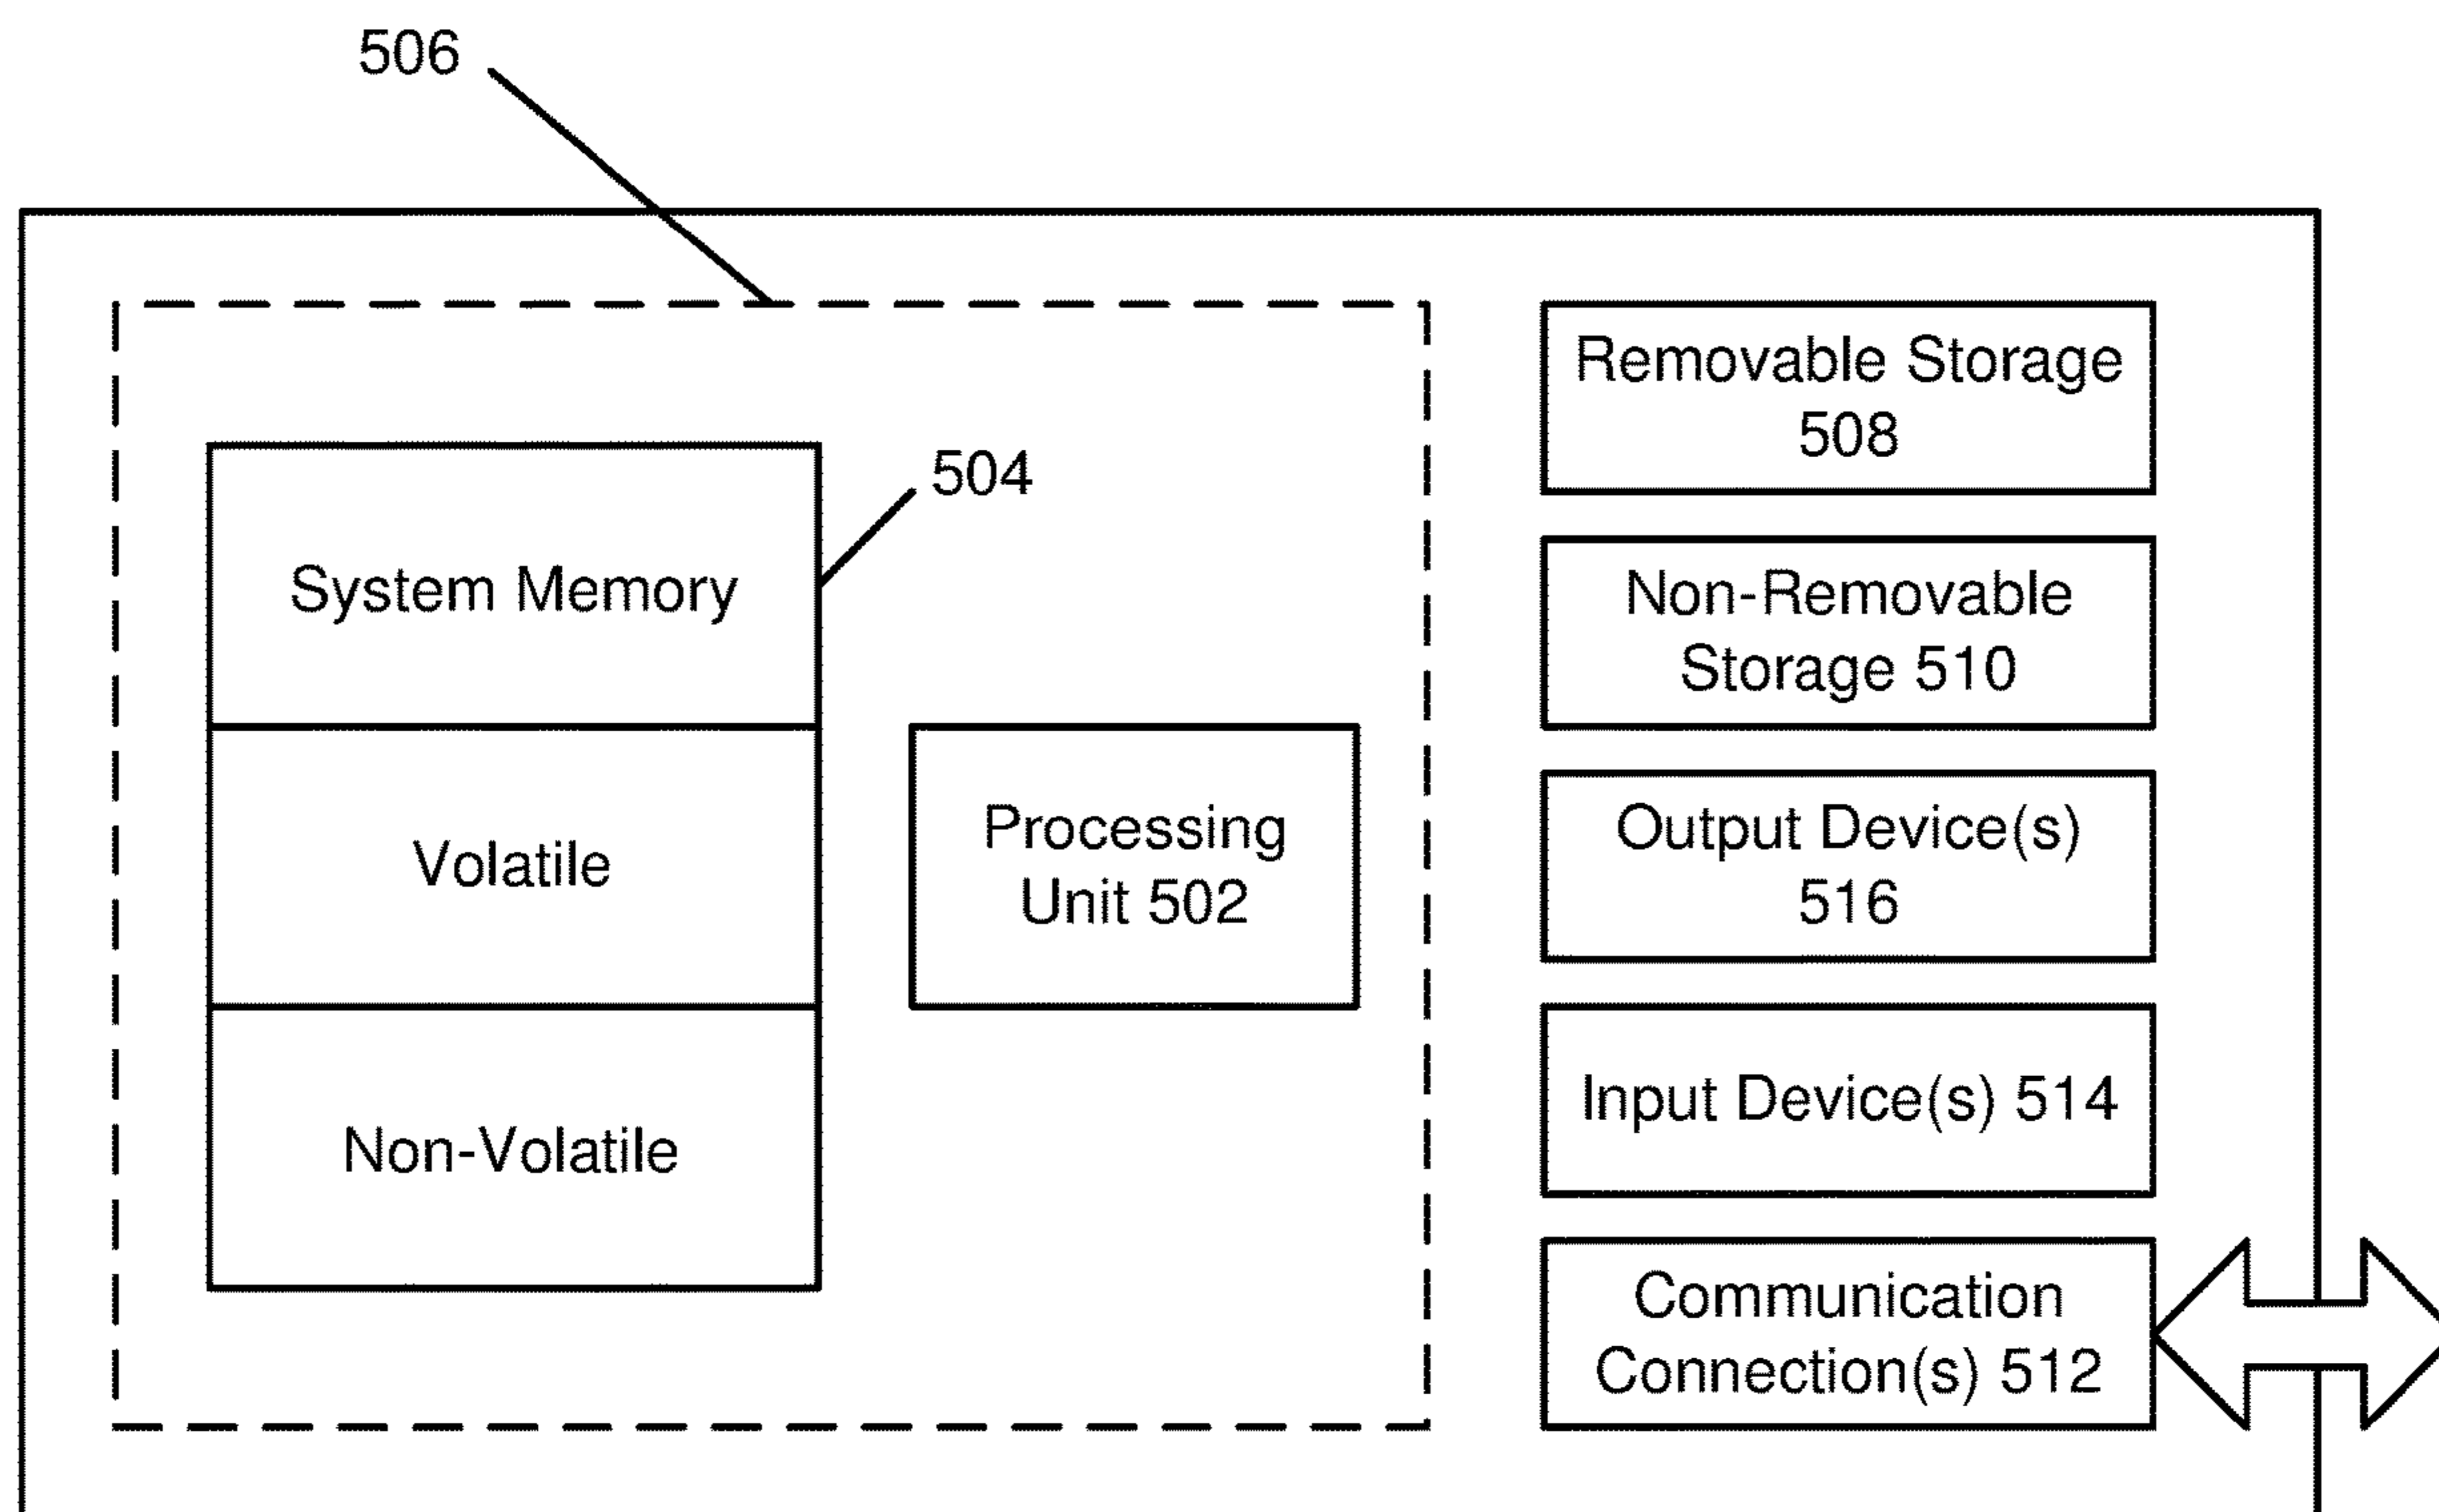 506
504
System Memory
Volatile
Non-Volatile
Processing
Unit 502
Removable Storage
508
Non-Removable
Storage 510
Output Device(s)
516
Input Device(s) 514
Communication
Connection(s) 512